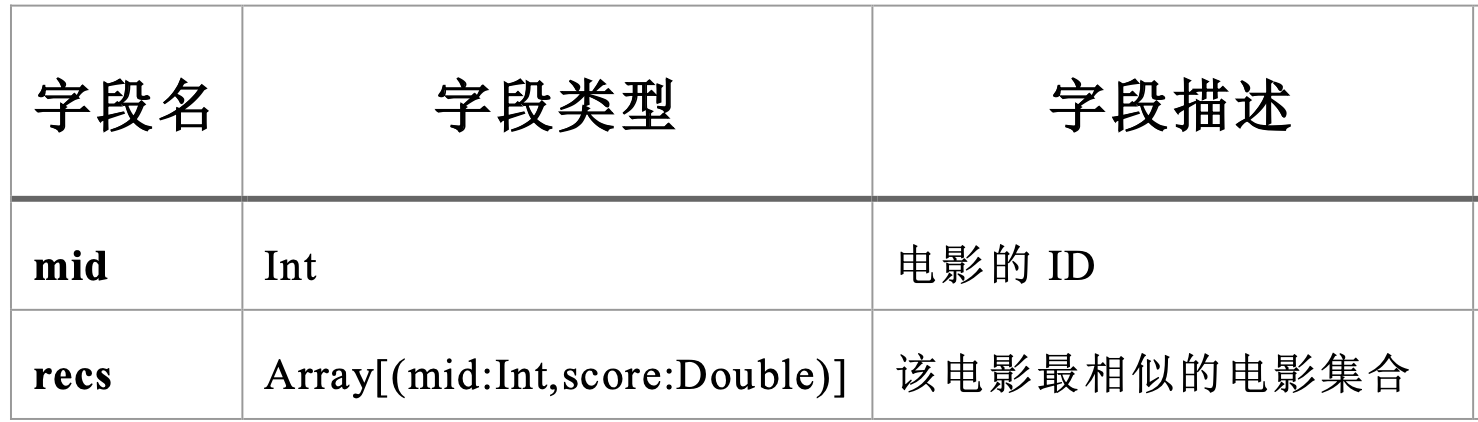 字段名 字段类型 字段描述
mid Int 电影的 ID
recs Array[(mid:Int,score:Double)] 该电影最相似的电影集合